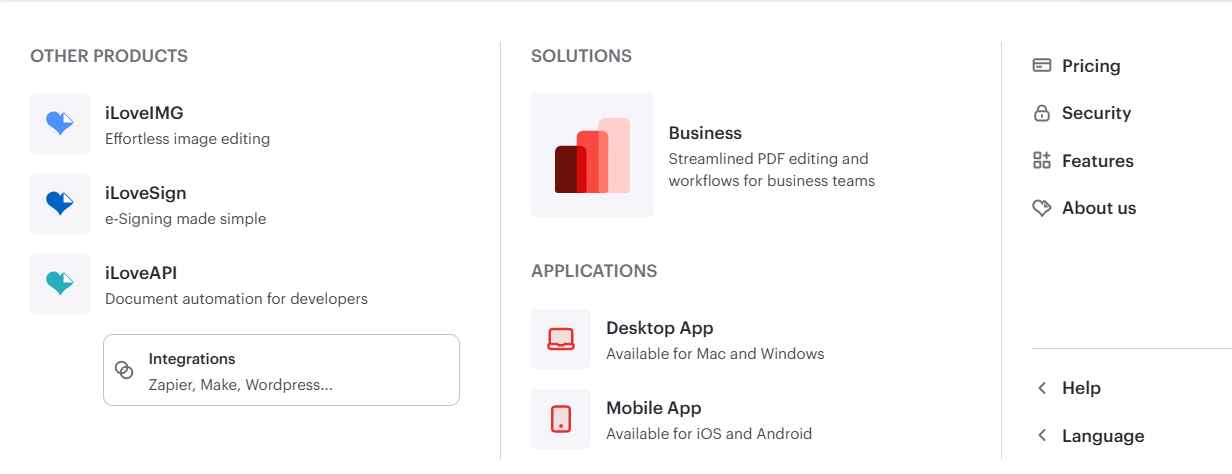 OTHER PRODUCTS
iLoveIMG
Effortless image editing
iLoveSign
e-Signing made simple
iLoveAPI
Document automation for developers
Integrations
Zapier, Make, Wordpress...
SOLUTIONS
Business
Streamlined PDF editing and
workflows for business teams
APPLICATIONS
Desktop App
Available for Mac and Windows
Mobile App
Available for iOS and Android
Pricing
Security
Features
About us
Help
Language